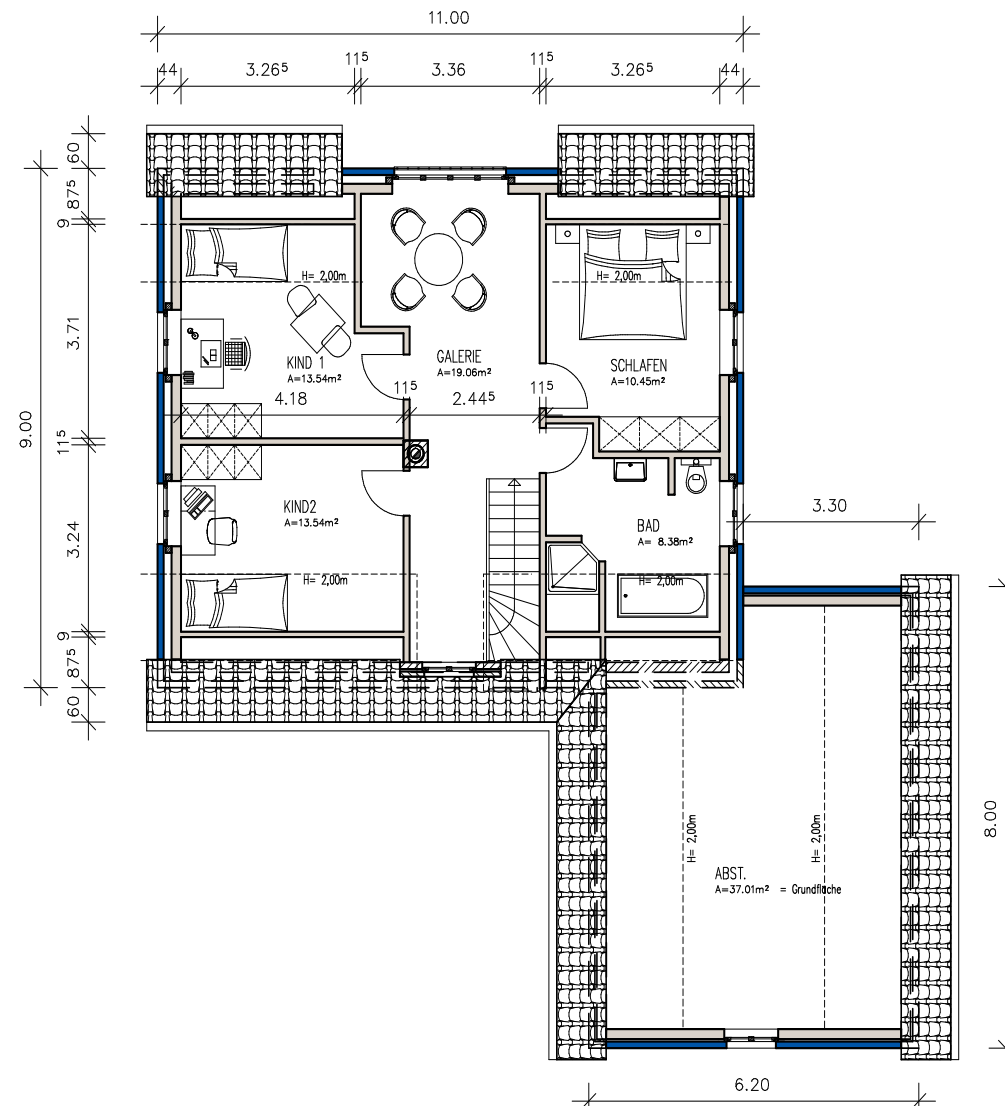 11.00
44 3.26⁵ 11⁵ 3.36 11⁵ 3.26⁵ 44
60
87⁵
9
3.71
9.00
11⁵
3.24
9
87⁵
60
H= 2,00m
H= 2,00m
KIND 1
A=13.54m²
GALERIE
A=19.06m²
SCHLAFEN
A=10.45m²
4.18 11⁵ 2.44⁵ 11⁵
KIND2
A=13.54m²
BAD
A= 8.38m²
3.30
H= 2,00m
H= 2,00m
H= 2,00m
H= 2,00m
8.00
ABST.
A=37.01m² = Grundfläche
6.20